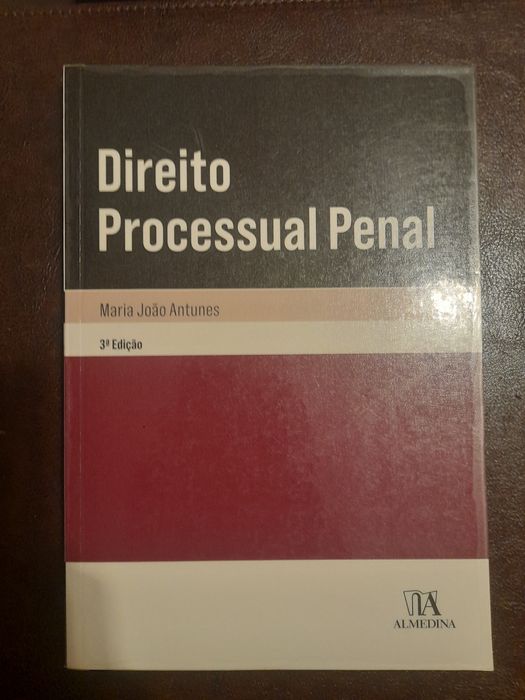 Direito
Processual Penal
Maria João Antunes
3ª Edição
ALMEDINA